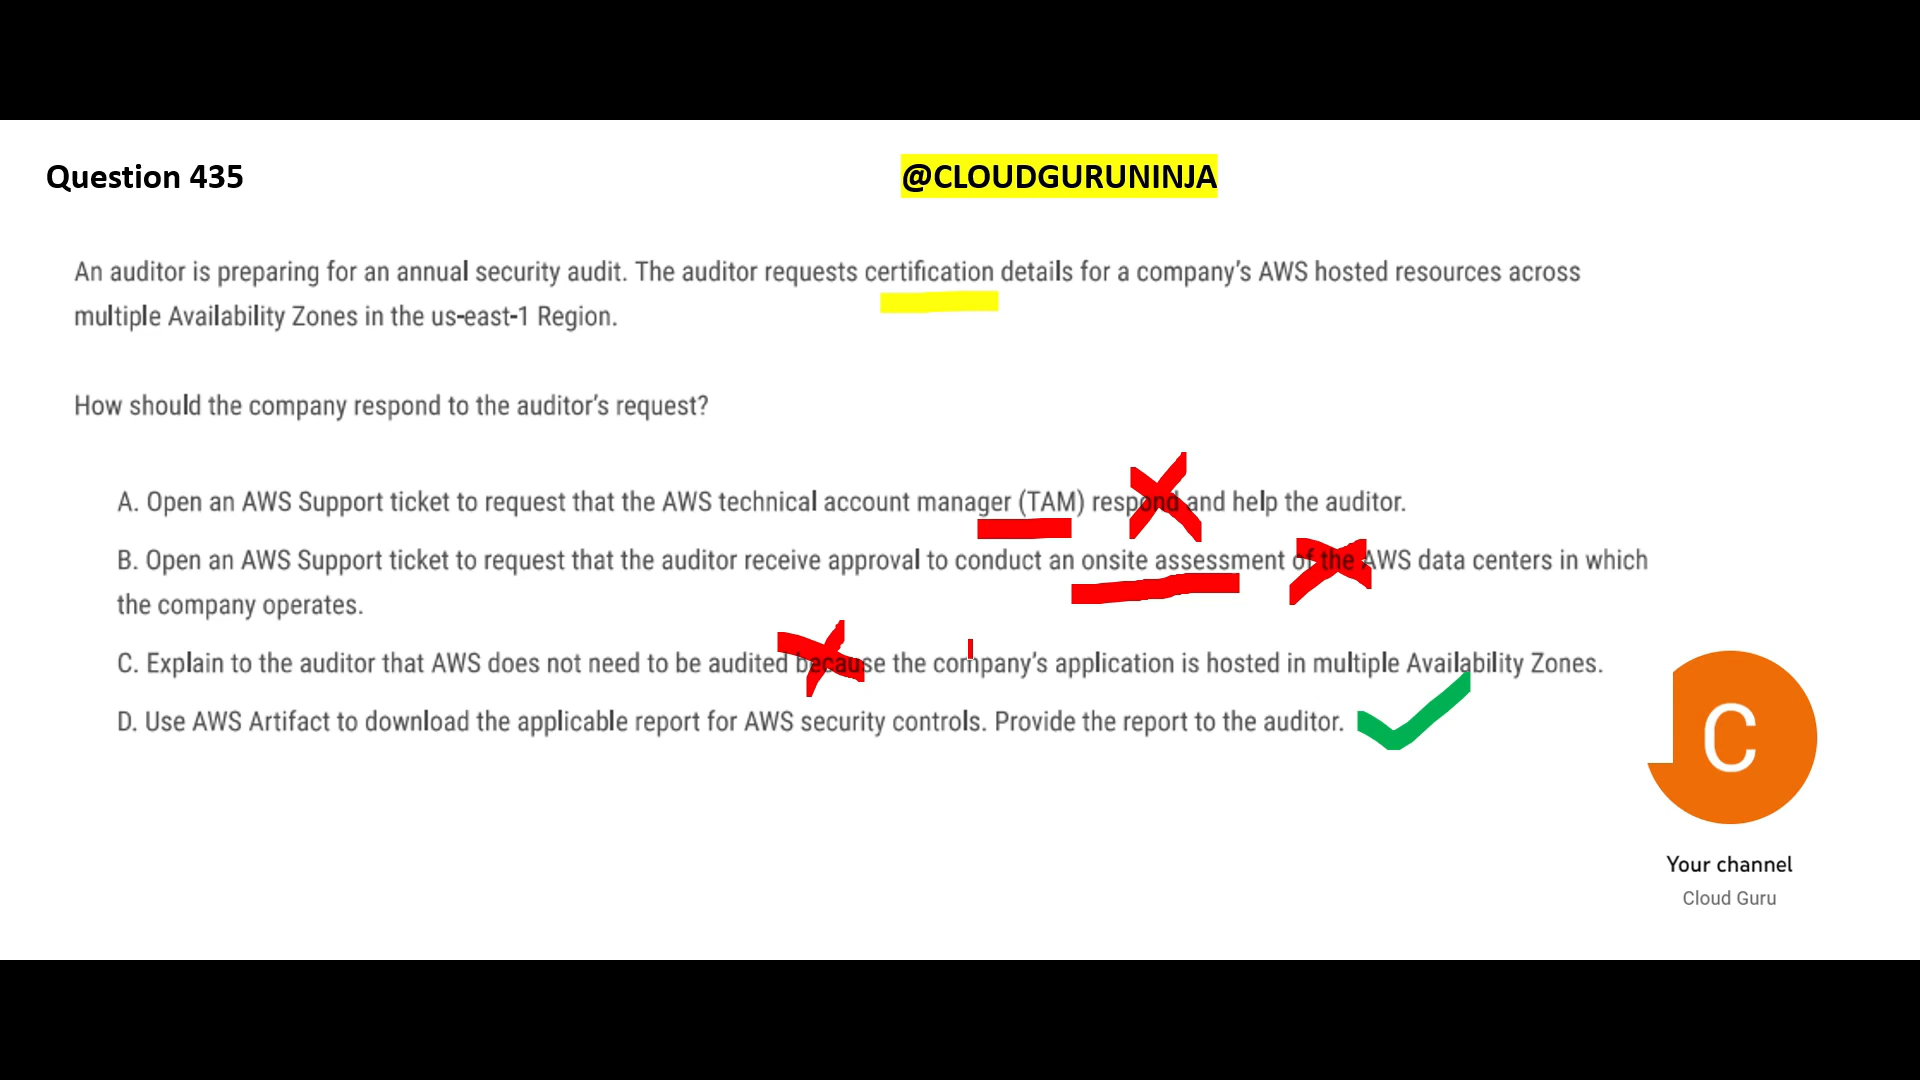 Question 435
@CLOUDGURUNINJA
An auditor is preparing for an annual security audit. The auditor requests certification details for a company’s AWS hosted resources across
multiple Availability Zones in the us-east-1 Region.
How should the company respond to the auditor’s request?
A. Open an AWS Support ticket to request that the AWS technical account manager (TAM) respond and help the auditor.
B. Open an AWS Support ticket to request that the auditor receive approval to conduct an onsite assessment of the AWS data centers in which
the company operates.
C. Explain to the auditor that AWS does not need to be audited because the company’s application is hosted in multiple Availability Zones.
D. Use AWS Artifact to download the applicable report for AWS security controls. Provide the report to the auditor.
C
Your channel
Cloud Guru